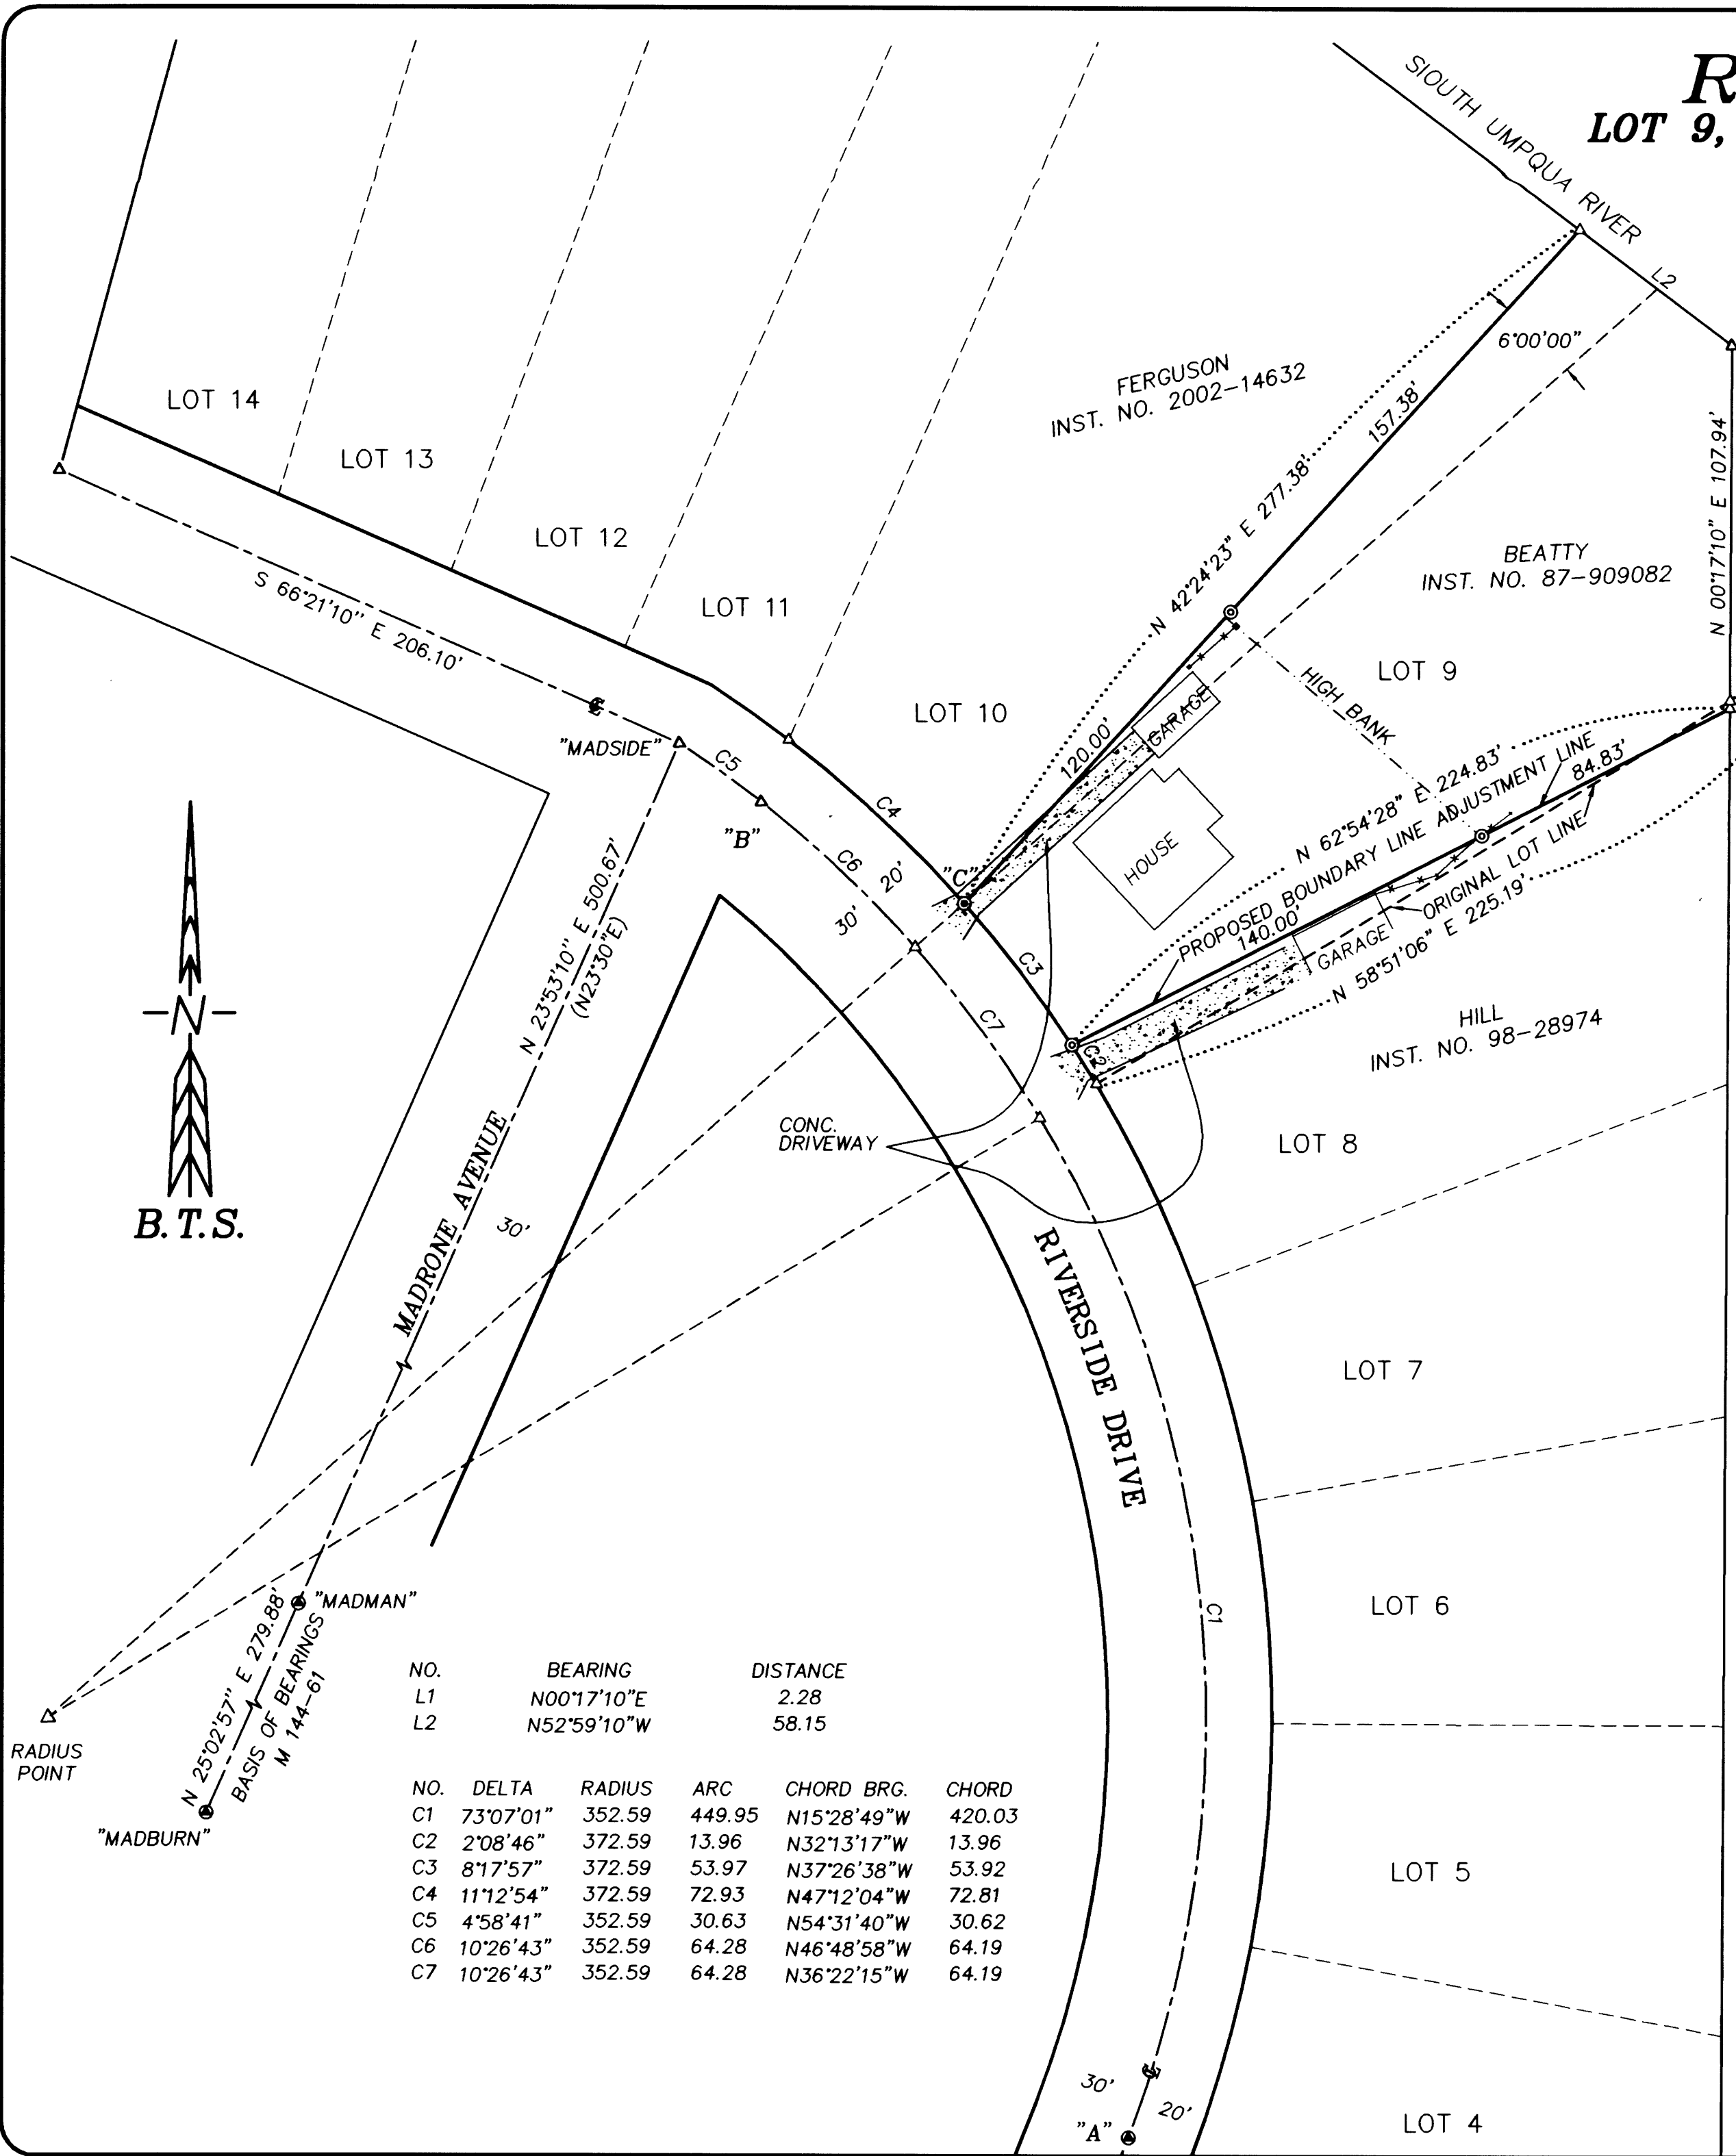 R
LOT 9,
SIOUTH UMPQUA RIVER
L2
6°00'00"
FERGUSON
INST. NO. 2002-14632
157.38'
N 42°24'23" E 277.38'
N 00°17'10" E 107.94'
BEATTY
INST. NO. 87-909082
LOT 14
LOT 13
LOT 12
LOT 11
LOT 10
LOT 9
S 66°21'10" E 206.10'
"MADSIDE"
C5
"B"
C4
C6
20'
30'
"C"
120.00'
GARAGE
HOUSE
HIGH BANK
N 62°54'28" E 224.83'
PROPOSED BOUNDARY LINE ADJUSTMENT LINE
84.83'
140.00'
ORIGINAL LOT LINE
GARAGE
N 58°51'06" E 225.19'
C3
C2
C7
HILL
INST. NO. 98-28974
N 23°53'10" E 500.67'
(N23°30"E)
N
B.T.S.
MADRONE AVENUE
30'
CONC.
DRIVEWAY
LOT 8
RIVERSIDE DRIVE
LOT 7
LOT 6
C1
"MADMAN"
N 25°02'57" E 279.88'
BASIS OF BEARINGS
M 144-61
RADIUS
POINT
"MADBURN"
NO. BEARING DISTANCE
L1 N00°17'10"E 2.28
L2 N52°59'10"W 58.15
NO. DELTA RADIUS ARC CHORD BRG. CHORD
C1 73°07'01" 352.59 449.95 N15°28'49"W 420.03
C2 2°08'46" 372.59 13.96 N32°13'17"W 13.96
C3 8°17'57" 372.59 53.97 N37°26'38"W 53.92
C4 11°12'54" 372.59 72.93 N47°12'04"W 72.81
C5 4°58'41" 352.59 30.63 N54°31'40"W 30.62
C6 10°26'43" 352.59 64.28 N46°48'58"W 64.19
C7 10°26'43" 352.59 64.28 N36°22'15"W 64.19
LOT 5
30'
20'
"A"
LOT 4